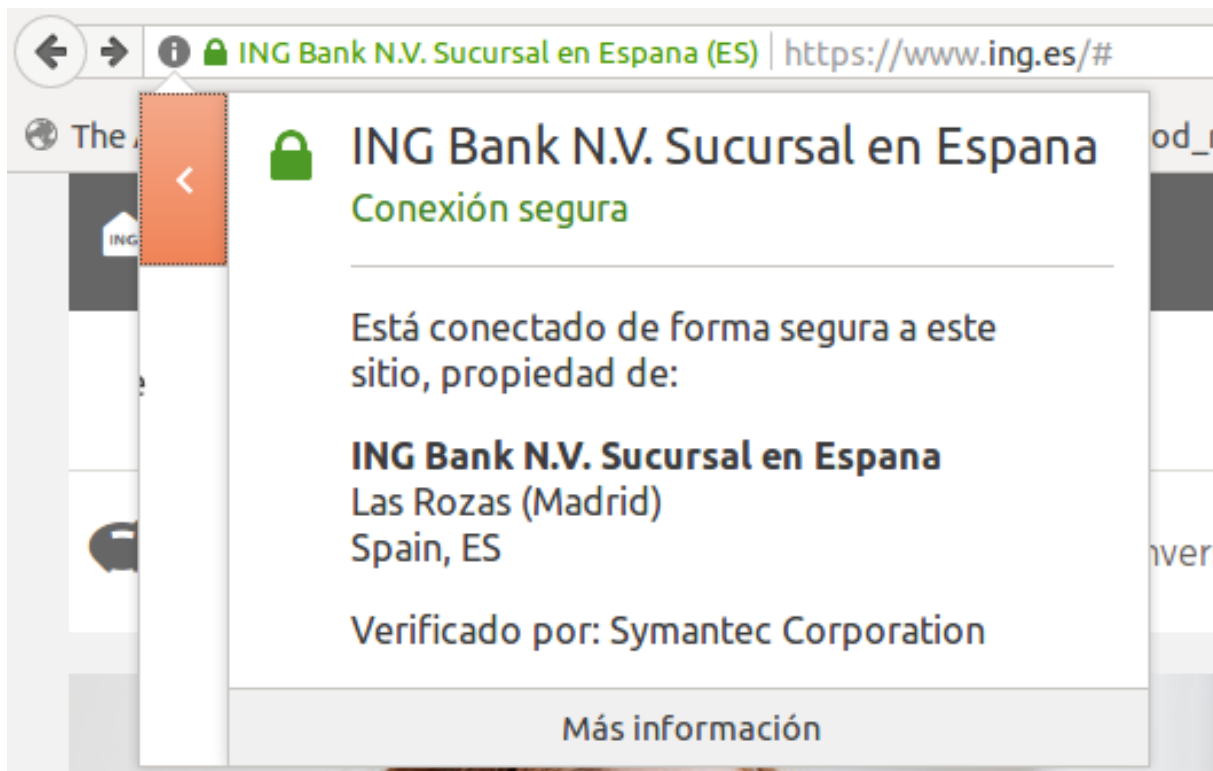 ING Bank N.V. Sucursal en Espana (ES) https://www.ing.es/#
The
ING Bank N.V. Sucursal en Espana
Conexión segura
ING
Está conectado de forma segura a este
sitio, propiedad de:
ING Bank N.V. Sucursal en Espana
Las Rozas (Madrid)
Spain, ES
Verificado por: Symantec Corporation
Más información